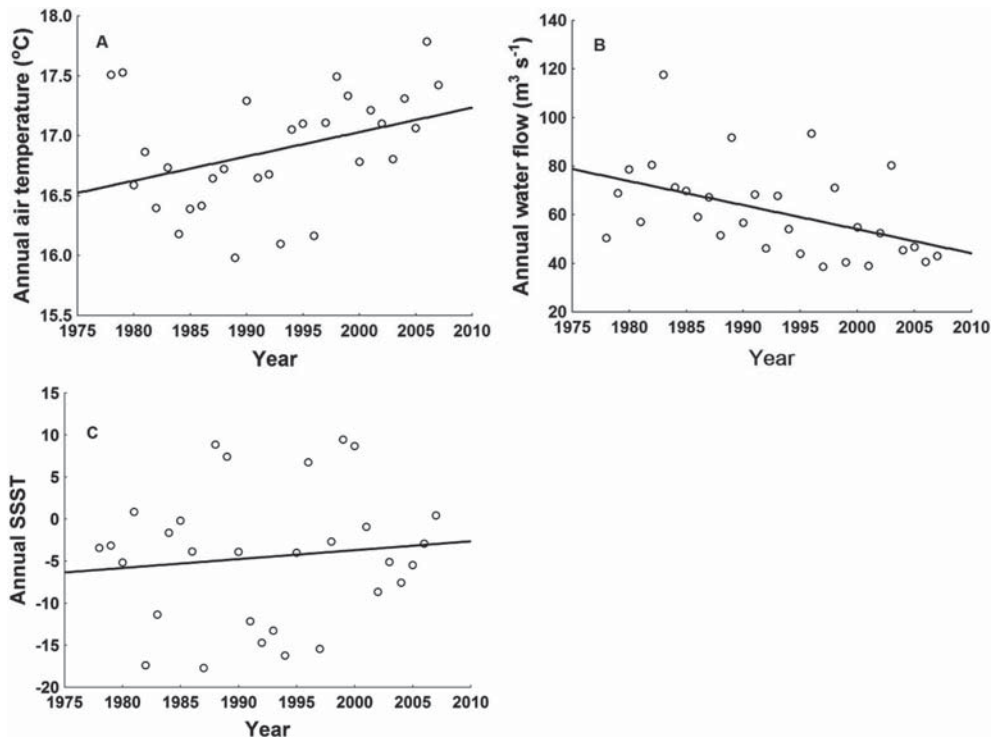 A
Annual air temperature (°C)
18.0
17.5
17.0
16.5
16.0
15.5
1975 1980 1985 1990 1995 2000 2005 2010
Year
B
Annual water flow (m³ s⁻¹)
140
120
100
80
60
40
20
1975 1980 1985 1990 1995 2000 2005 2010
Year
C
Annual SSST
15
10
5
0
-5
-10
-15
-20
1975 1980 1985 1990 1995 2000 2005 2010
Year